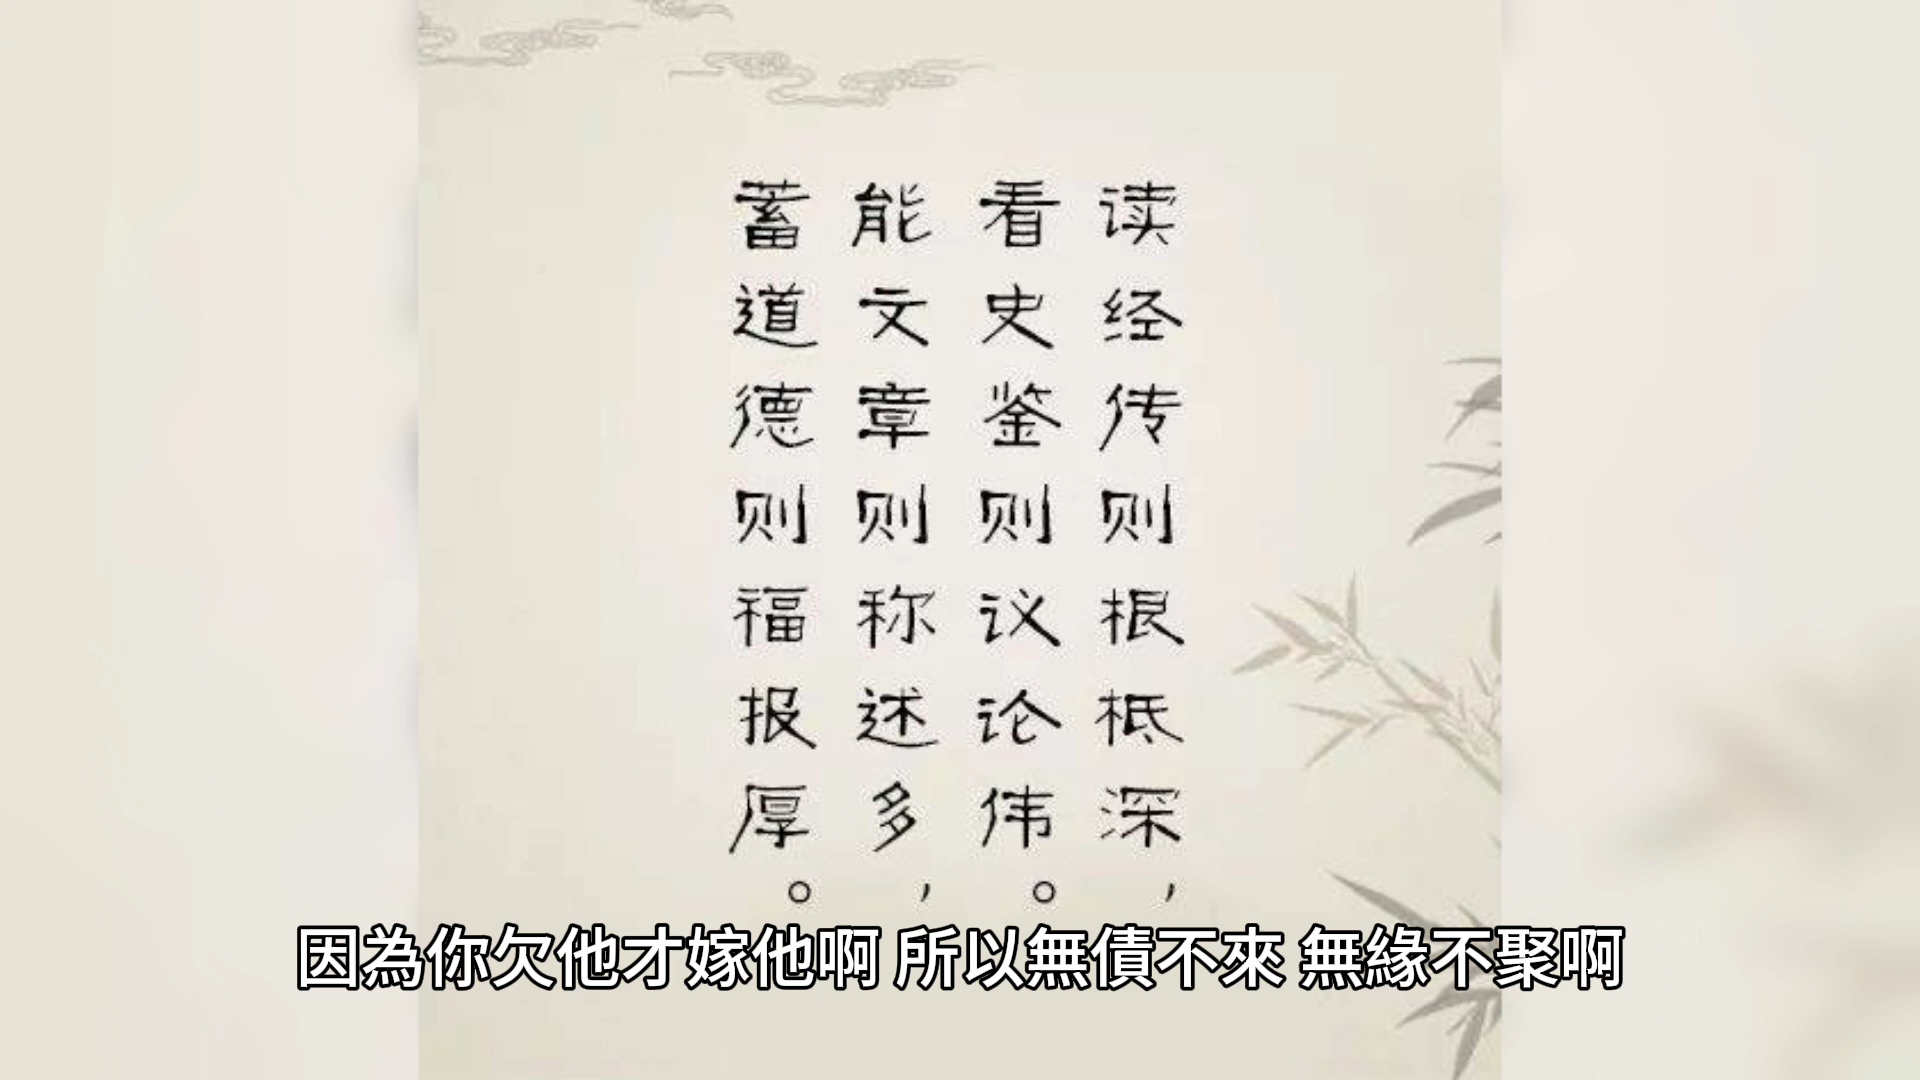 读经传则根柢深，
看史鉴则议论伟。
能文章则称述多，
蓄道德则福报厚。
因為你欠他才嫁他啊 所以無債不來 無緣不聚啊